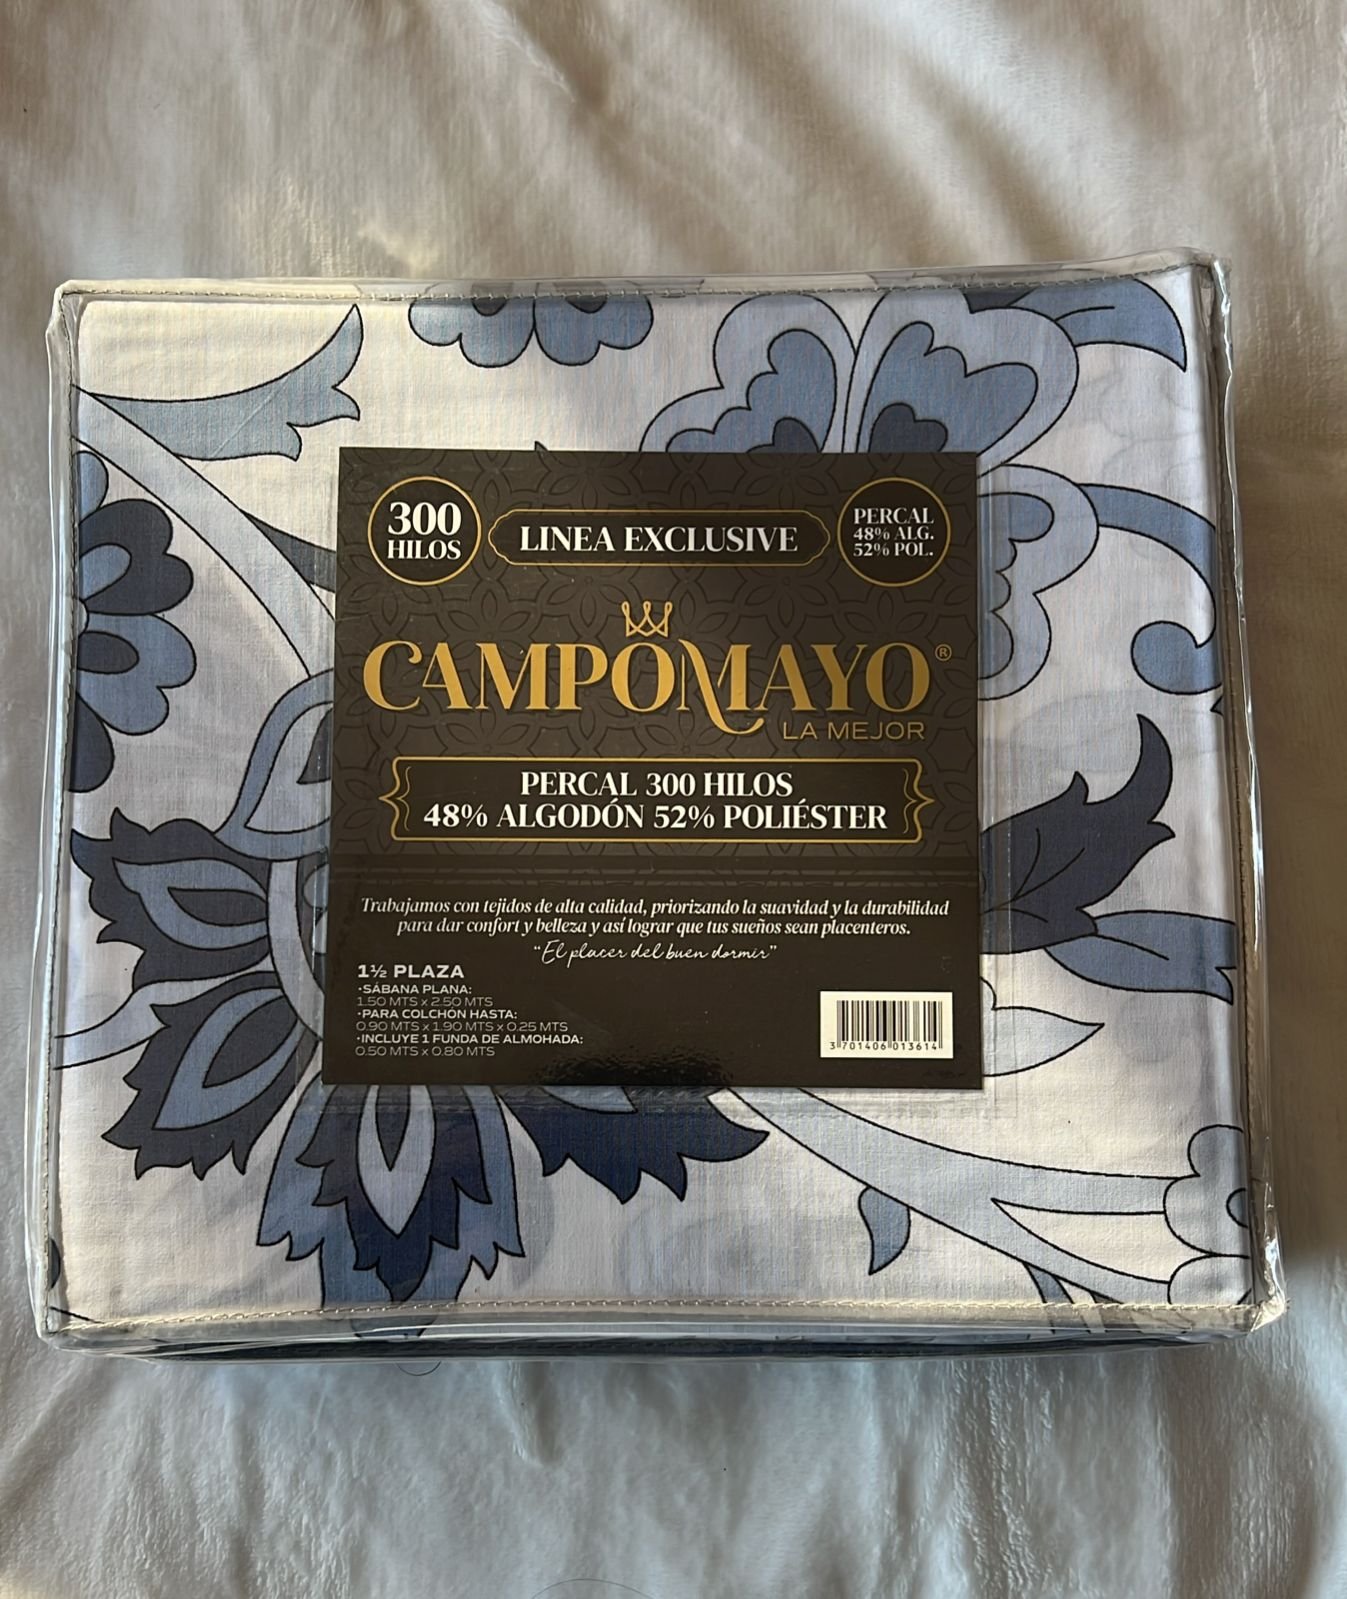 300
HILOS
LINEA EXCLUSIVE
PERCAL
48% ALG.
52% POL.
CAMPOMAYO®
LA MEJOR
PERCAL 300 HILOS
48% ALGODÓN 52% POLIÉSTER
Trabajamos con tejidos de alta calidad, priorizando la suavidad y la durabilidad
para dar confort y belleza y así lograr que tus sueños sean placenteros.
"El placer del buen dormir"
1½ PLAZA
·SÁBANA PLANA:
1.50 MTS x 2.50 MTS
·PARA COLCHÓN HASTA:
0.90 MTS x 1.90 MTS x 0.25 MTS
·INCLUYE 1 FUNDA DE ALMOHADA:
0.50 MTS x 0.80 MTS
3 701406 013614